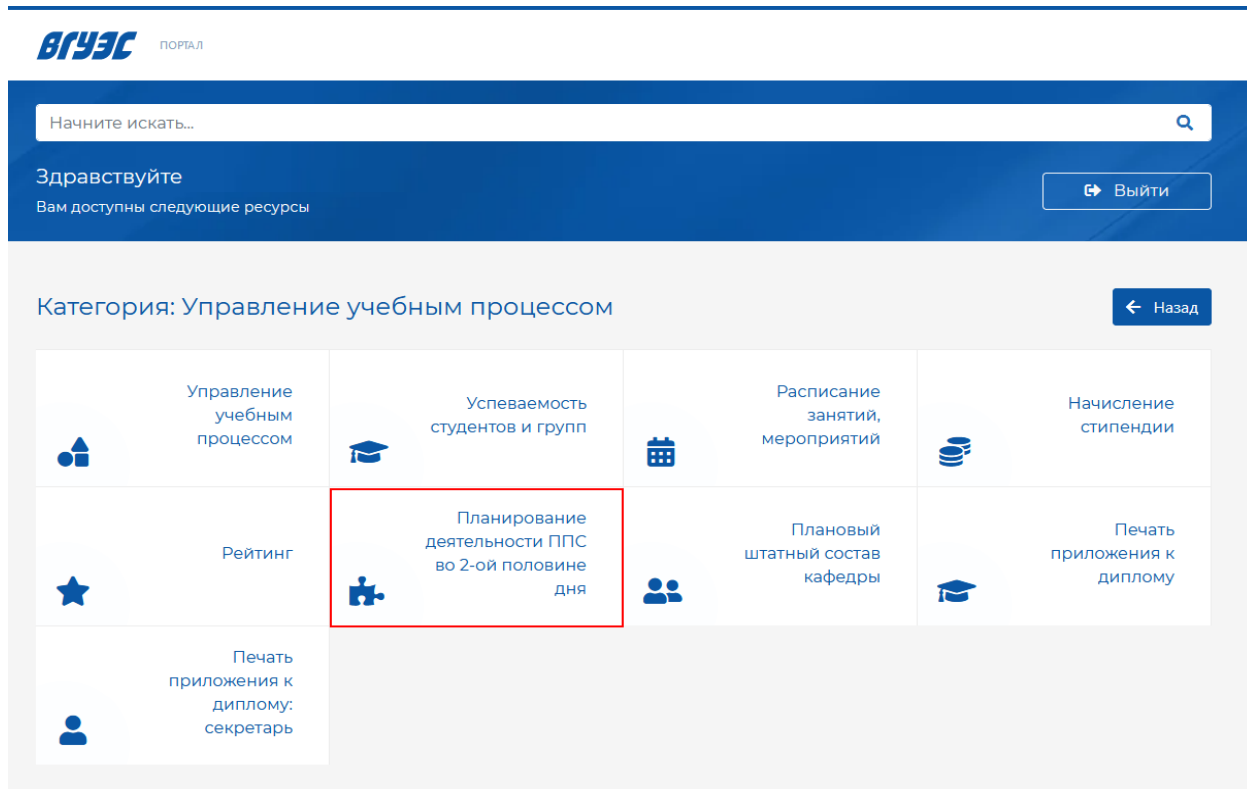 ВГУЭС ПОРТАЛ
Начните искать...
Здравствуйте
Вам доступны следующие ресурсы
Выйти
Категория: Управление учебным процессом
Назад
Управление
учебным
процессом
Успеваемость
студентов и групп
Расписание
занятий,
мероприятий
Начисление
стипендии
Рейтинг
Планирование
деятельности ППС
во 2-ой половине
дня
Плановый
штатный состав
кафедры
Печать
приложения к
диплому
Печать
приложения к
диплому:
секретарь